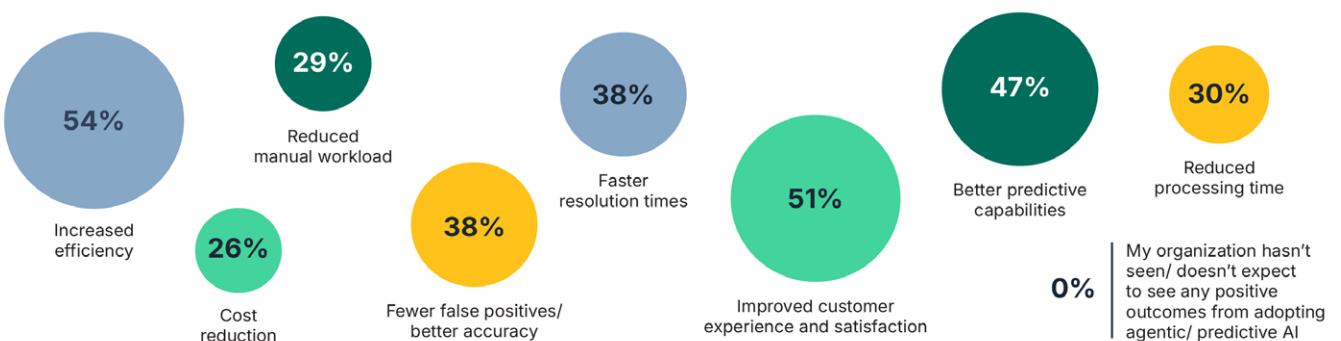 54%
Increased
efficiency
26%
Cost
reduction
29%
Reduced
manual workload
38%
Fewer false positives/
better accuracy
38%
Faster
resolution times
51%
Improved customer
experience and satisfaction
47%
Better predictive
capabilities
30%
Reduced
processing time
0%
My organization hasn’t
seen/ doesn’t expect
to see any positive
outcomes from adopting
agentic/ predictive AI